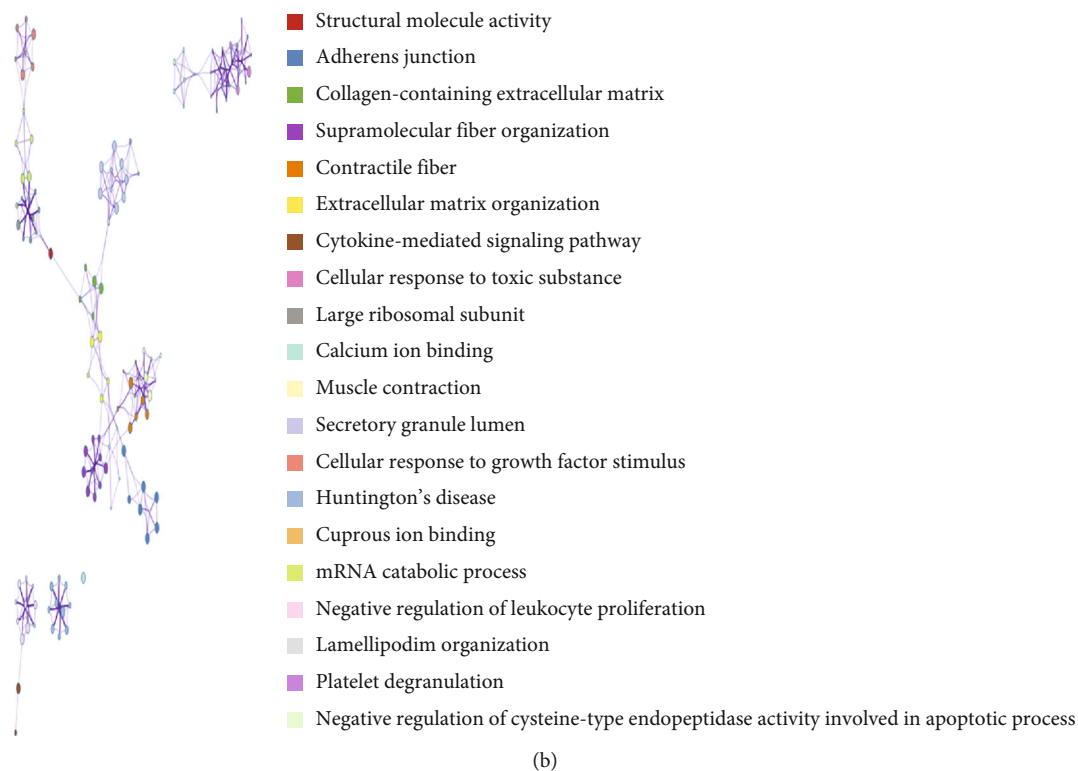 Structural molecule activity
Adherens junction
Collagen-containing extracellular matrix
Supramolecular fiber organization
Contractile fiber
Extracellular matrix organization
Cytokine-mediated signaling pathway
Cellular response to toxic substance
Large ribosomal subunit
Calcium ion binding
Muscle contraction
Secretory granule lumen
Cellular response to growth factor stimulus
Huntington's disease
Cuprous ion binding
mRNA catabolic process
Negative regulation of leukocyte proliferation
Lamellipodim organization
Platelet degranulation
Negative regulation of cysteine-type endopeptidase activity involved in apoptotic process
(b)